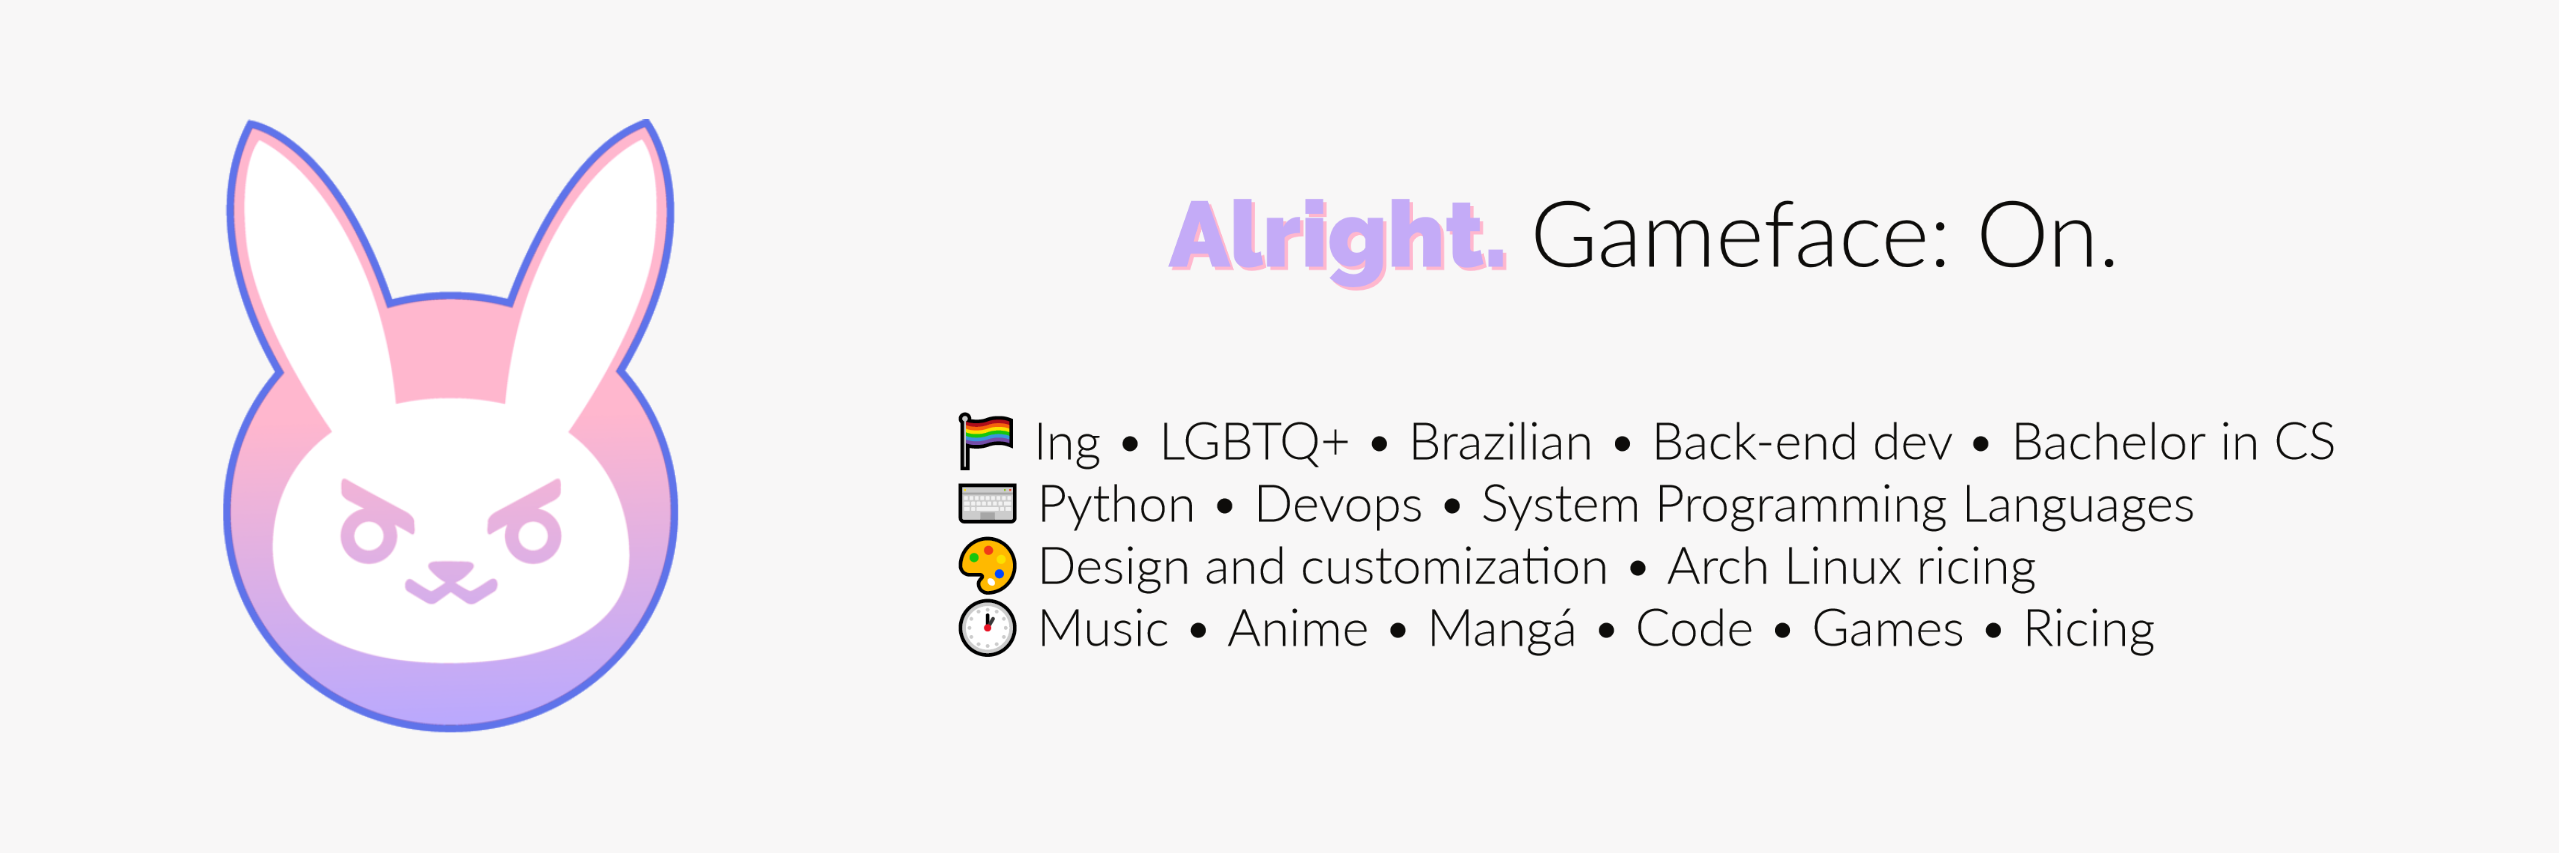 Alright. Gameface: On.
Ing • LGBTQ+ • Brazilian • Back-end dev • Bachelor in CS
Python • Devops • System Programming Languages
Design and customization • Arch Linux ricing
Music • Anime • Mangá • Code • Games • Ricing